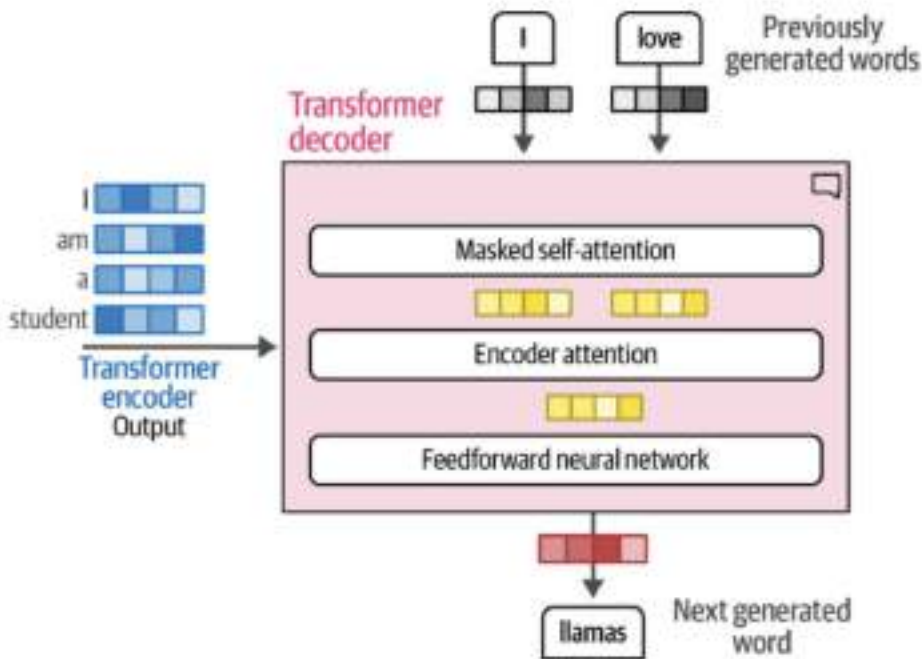 I
love
Previously
generated words
Transformer
decoder
I
am
a
student
Transformer
encoder
Output
Masked self-attention
Encoder attention
Feedforward neural network
llamas
Next generated
word